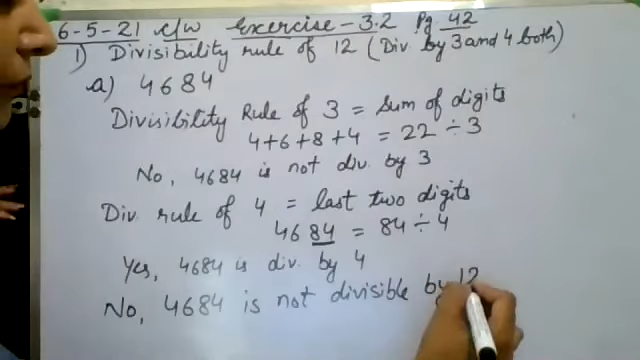 6-5-21 c/w Exercise-3.2 Pg. 42
1) Divisibility rule of 12 (Div by 3 and 4 both)
a) 4684
Divisibility Rule of 3 = Sum of digits
4+6+8+4 = 22 ÷ 3
No, 4684 is not div. by 3
Div rule of 4 = last two digits
4684 = 84 ÷ 4
Yes, 4684 is div. by 4
No, 4684 is not divisible by 12